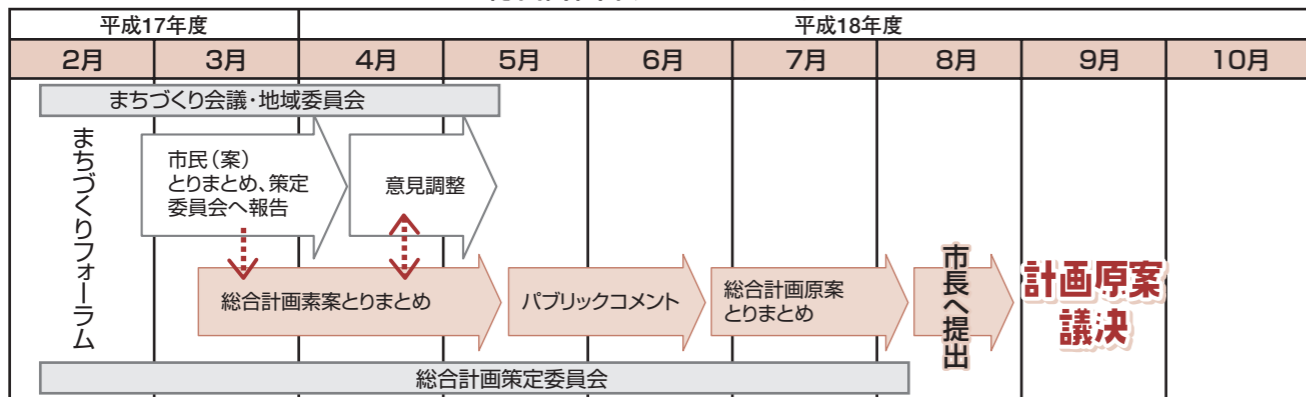 平成17年度
平成18年度
2月
3月
4月
5月
6月
7月
8月
9月
10月
まちづくり会議・地域委員会
まちづくりフォーラム
市民（案）
とりまとめ、策定
委員会へ報告
意見調整
総合計画素案とりまとめ
パブリックコメント
総合計画原案
とりまとめ
市長へ提出
計画原案
議決
総合計画策定委員会